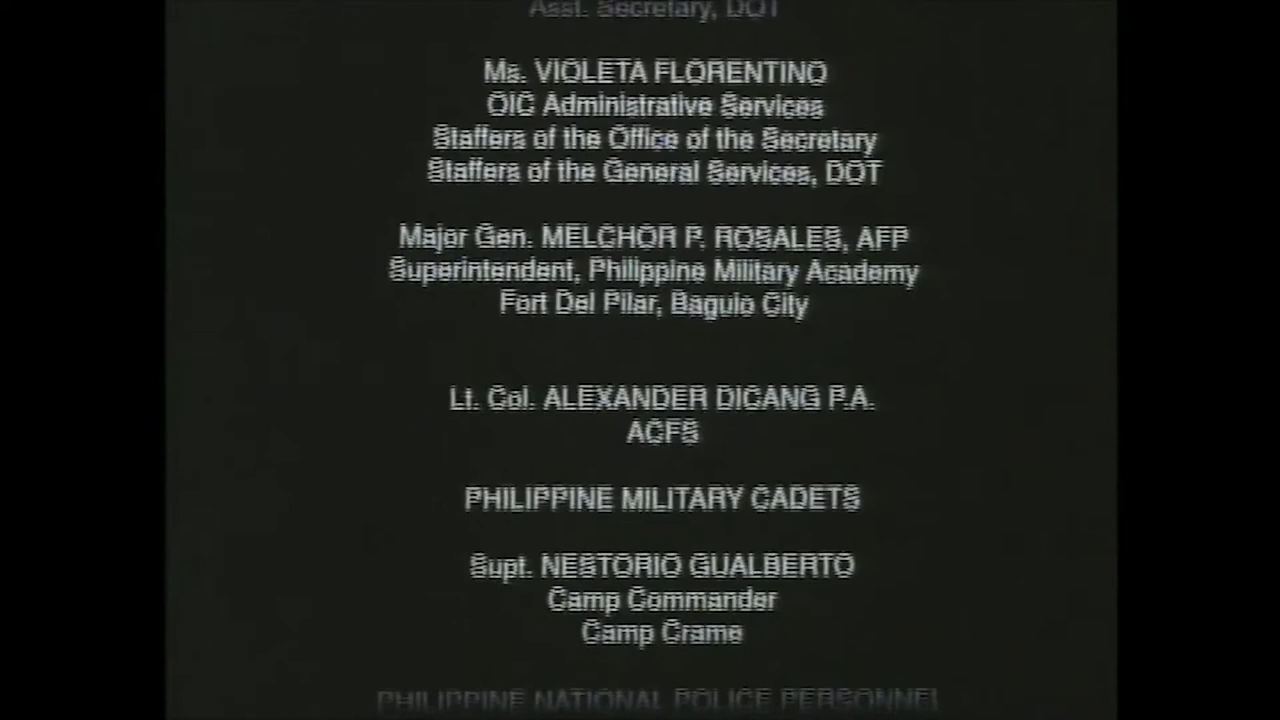 Asst. Secretary, DOT
Ms. VIOLETA FLORENTINO
OIC Administrative Services
Staffers of the Office of the Secretary
Staffers of the General Services, DOT
Major Gen. MELCHOR P. ROSALES, AFP
Superintendent, Philippine Military Academy
Fort Del Pilar, Baguio City
Lt. Col. ALEXANDER DICANG P.A.
ACFS
PHILIPPINE MILITARY CADETS
Supt. NESTORIO GUALBERTO
Camp Commander
Camp Crame
PHILIPPINE NATIONAL POLICE PERSONNEL